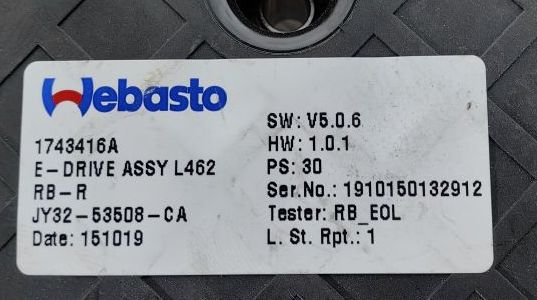 Webasto
1743416A
E-DRIVE ASSY L462
RB-R
JY32-53508-CA
Date: 151019
SW: V5.0.6
HW: 1.0.1
PS: 30
Ser.No.: 1910150132912
Tester: RB_EOL
L. St. Rpt.: 1